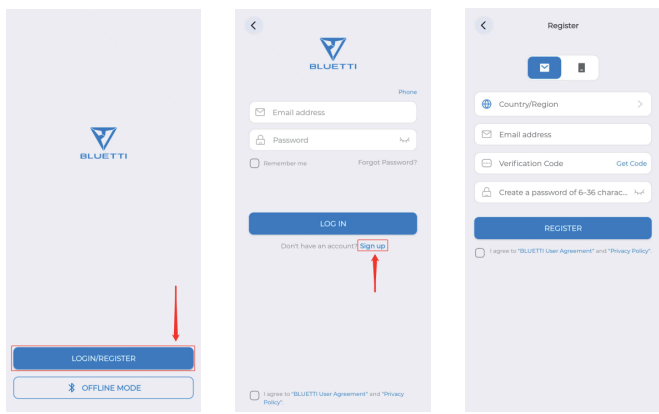 BLUETTI
LOGIN/REGISTER
OFFLINE MODE
BLUETTI
Phone
Email address
Password
Remember me Forgot Password?
LOG IN
Don't have an account? Sign up
I agree to "BLUETTI User Agreement" and "Privacy
Policy".
Register
Country/Region
Email address
Verification Code Get Code
Create a password of 6-36 charac...
REGISTER
I agree to "BLUETTI User Agreement" and "Privacy Policy".